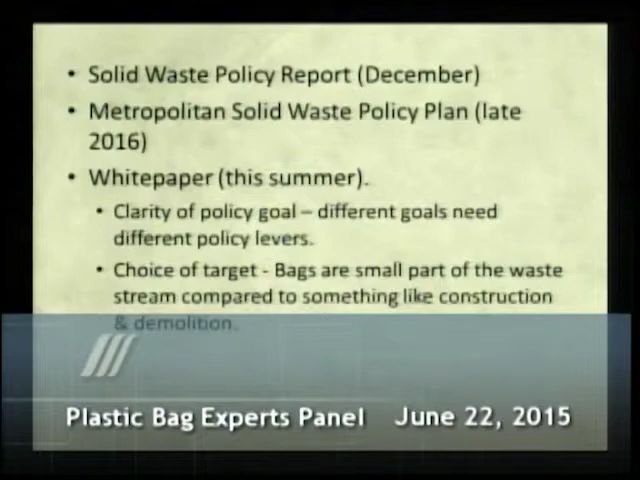 • Solid Waste Policy Report (December)
• Metropolitan Solid Waste Policy Plan (late
2016)
• Whitepaper (this summer).
• Clarity of policy goal – different goals need
different policy levers.
• Choice of target - Bags are small part of the waste
stream compared to something like construction
& demolition.
Plastic Bag Experts Panel June 22, 2015